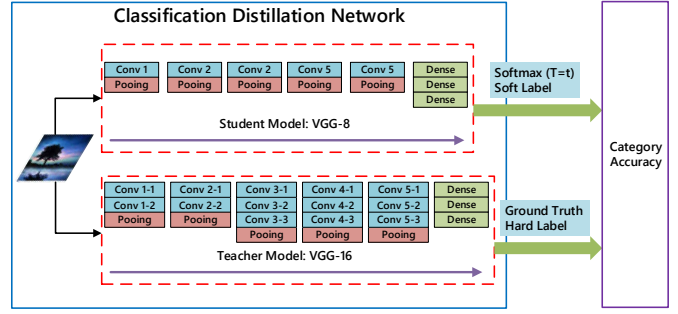 Classification Distillation Network
Conv 1 Conv 2 Conv 2 Conv 5 Conv 5 Dense
Pooing Pooing Pooing Pooing Pooing Dense
Dense
Student Model: VGG-8
Softmax (T=t)
Soft Label
Category
Accuracy
Conv 1-1 Conv 2-1 Conv 3-1 Conv 4-1 Conv 5-1 Dense
Conv 1-2 Conv 2-2 Conv 3-2 Conv 4-2 Conv 5-2 Dense
Pooing Pooing Conv 3-3 Conv 4-3 Conv 5-3 Dense
Pooing Pooing Pooing
Teacher Model: VGG-16
Ground Truth
Hard Label